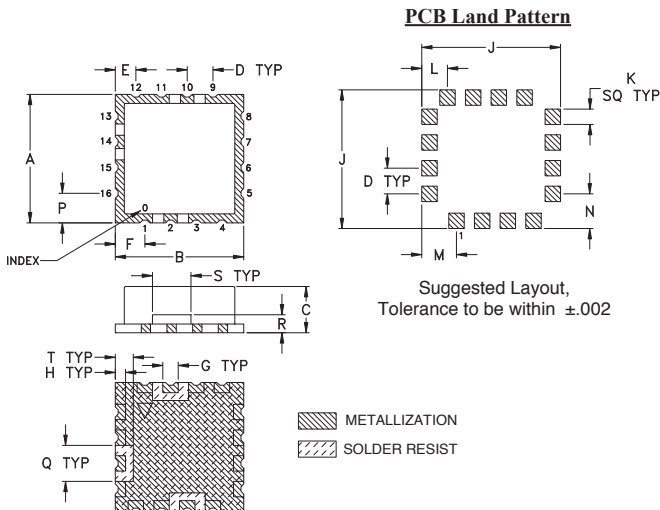 PCB Land Pattern
E
D TYP
12 11 10 9
13
14
15
16
8
7
6
5
A
P
0
1 2 3 4
F
B
INDEX
J
L
K
SQ TYP
J
D TYP
N
1
M
S TYP
C
R
Suggested Layout,
Tolerance to be within ±.002
T TYP
H TYP
G TYP
Q TYP
METALLIZATION
SOLDER RESIST